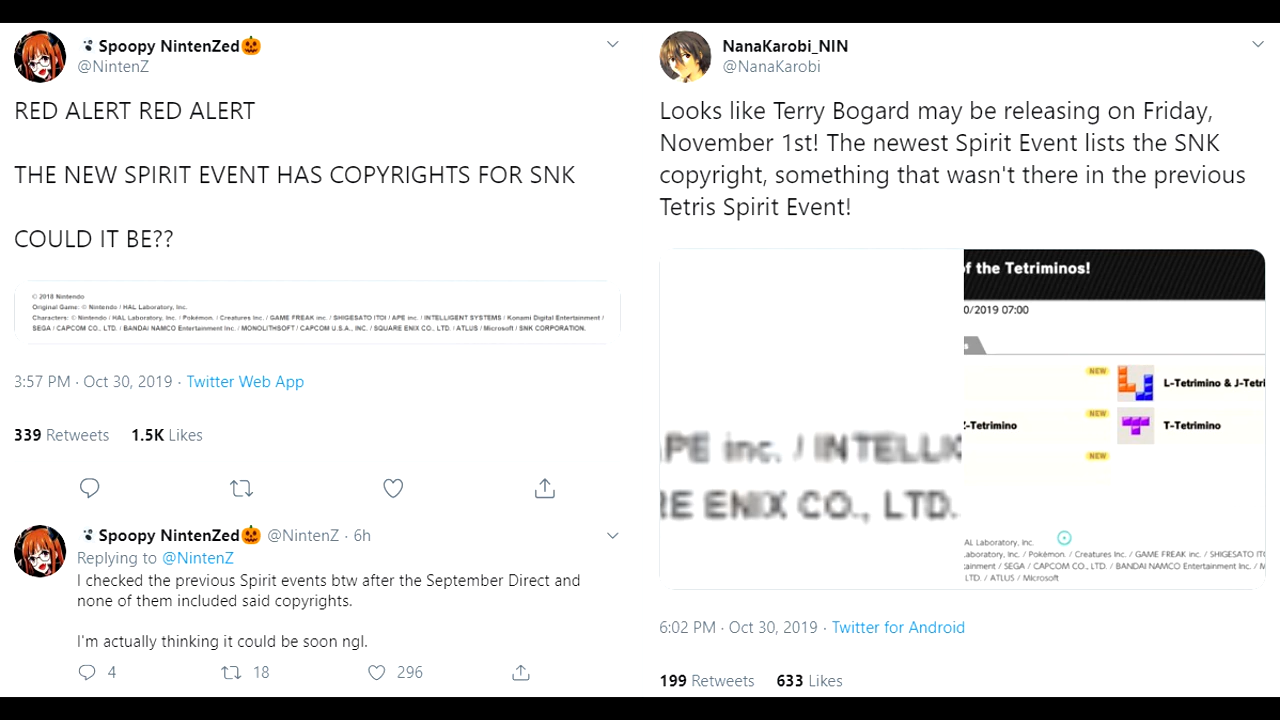 Spoopy NintenZed🎃
@NintenZ
RED ALERT RED ALERT
THE NEW SPIRIT EVENT HAS COPYRIGHTS FOR SNK
COULD IT BE??
© 2018 Nintendo
Original Game: © Nintendo / HAL Laboratory, Inc.
Characters: © Nintendo / HAL Laboratory, Inc. / Pokémon. / Creatures Inc. / GAME FREAK inc. / SHIGESATO ITOI / APE inc. / INTELLIGENT SYSTEMS / Konami Digital Entertainment /
SEGA / CAPCOM CO., LTD. / BANDAI NAMCO Entertainment Inc. / MONOLITHSOFT / CAPCOM U.S.A., INC. / SQUARE ENIX CO., LTD. / ATLUS / Microsoft / SNK CORPORATION.
3:57 PM · Oct 30, 2019 · Twitter Web App
339 Retweets 1.5K Likes
Spoopy NintenZed🎃 @NintenZ · 6h
Replying to @NintenZ
I checked the previous Spirit events btw after the September Direct and
none of them included said copyrights.
I'm actually thinking it could be soon ngl.
4 18 296
NanaKarobi_NIN
@NanaKarobi
Looks like Terry Bogard may be releasing on Friday,
November 1st! The newest Spirit Event lists the SNK
copyright, something that wasn't there in the previous
Tetris Spirit Event!
PE inc. / INTELLI
RE ENIX CO., LTD.
f the Tetriminos!
0/2019 07:00
s
NEW L-Tetrimino & J-Tetri
NEW
-Tetrimino T-Tetrimino
NEW
AL Laboratory, Inc.
aboratory, Inc. / Pokémon. / Creatures Inc. / GAME FREAK inc. / SHIGESATO ITO
ainment / SEGA / CAPCOM CO., LTD. / BANDAI NAMCO Entertainment Inc. / M
LTD. / ATLUS / Microsoft
6:02 PM · Oct 30, 2019 · Twitter for Android
199 Retweets 633 Likes